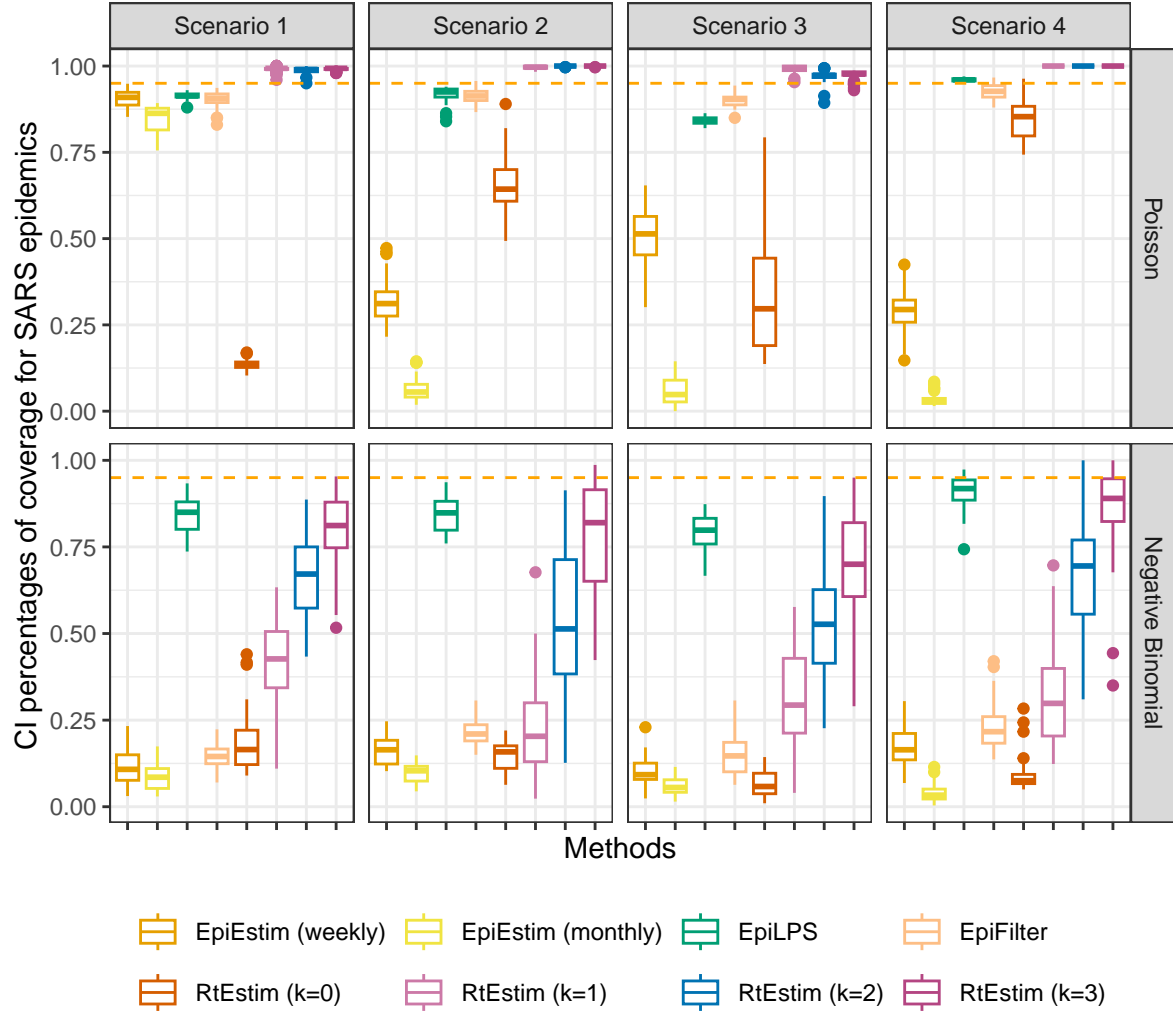 Scenario 1 Scenario 2 Scenario 3 Scenario 4
CI percentages of coverage for SARS epidemics
1.00
0.75
0.50
0.25
0.00
Poisson
1.00
0.75
0.50
0.25
0.00
Negative Binomial
Methods
EpiEstim (weekly) EpiEstim (monthly) EpiLPS EpiFilter
RtEstim (k=0) RtEstim (k=1) RtEstim (k=2) RtEstim (k=3)